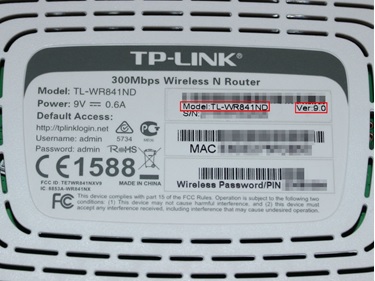 TP-LINK
300Mbps Wireless N Router
Model: TL-WR841ND
Power: 9V ⎓ 0.6A
Default Access:
http://tplinklogin.net
Username: admin
Password: admin
5734
RoHS
CE1588
FCC ID: TE7WR841NXV9
IC: 8853A-WR841NX
MADE IN CHINA
Model:TL-WR841ND Ver:9.0
S/N:
MAC
Wireless Password/PIN
FC This device complies with part 15 of the FCC Rules. Operation is subject to the
following two conditions: (1) This device may not cause harmful interference, and (2) this device must accept any interference received,
including interference that may cause undesired operation.